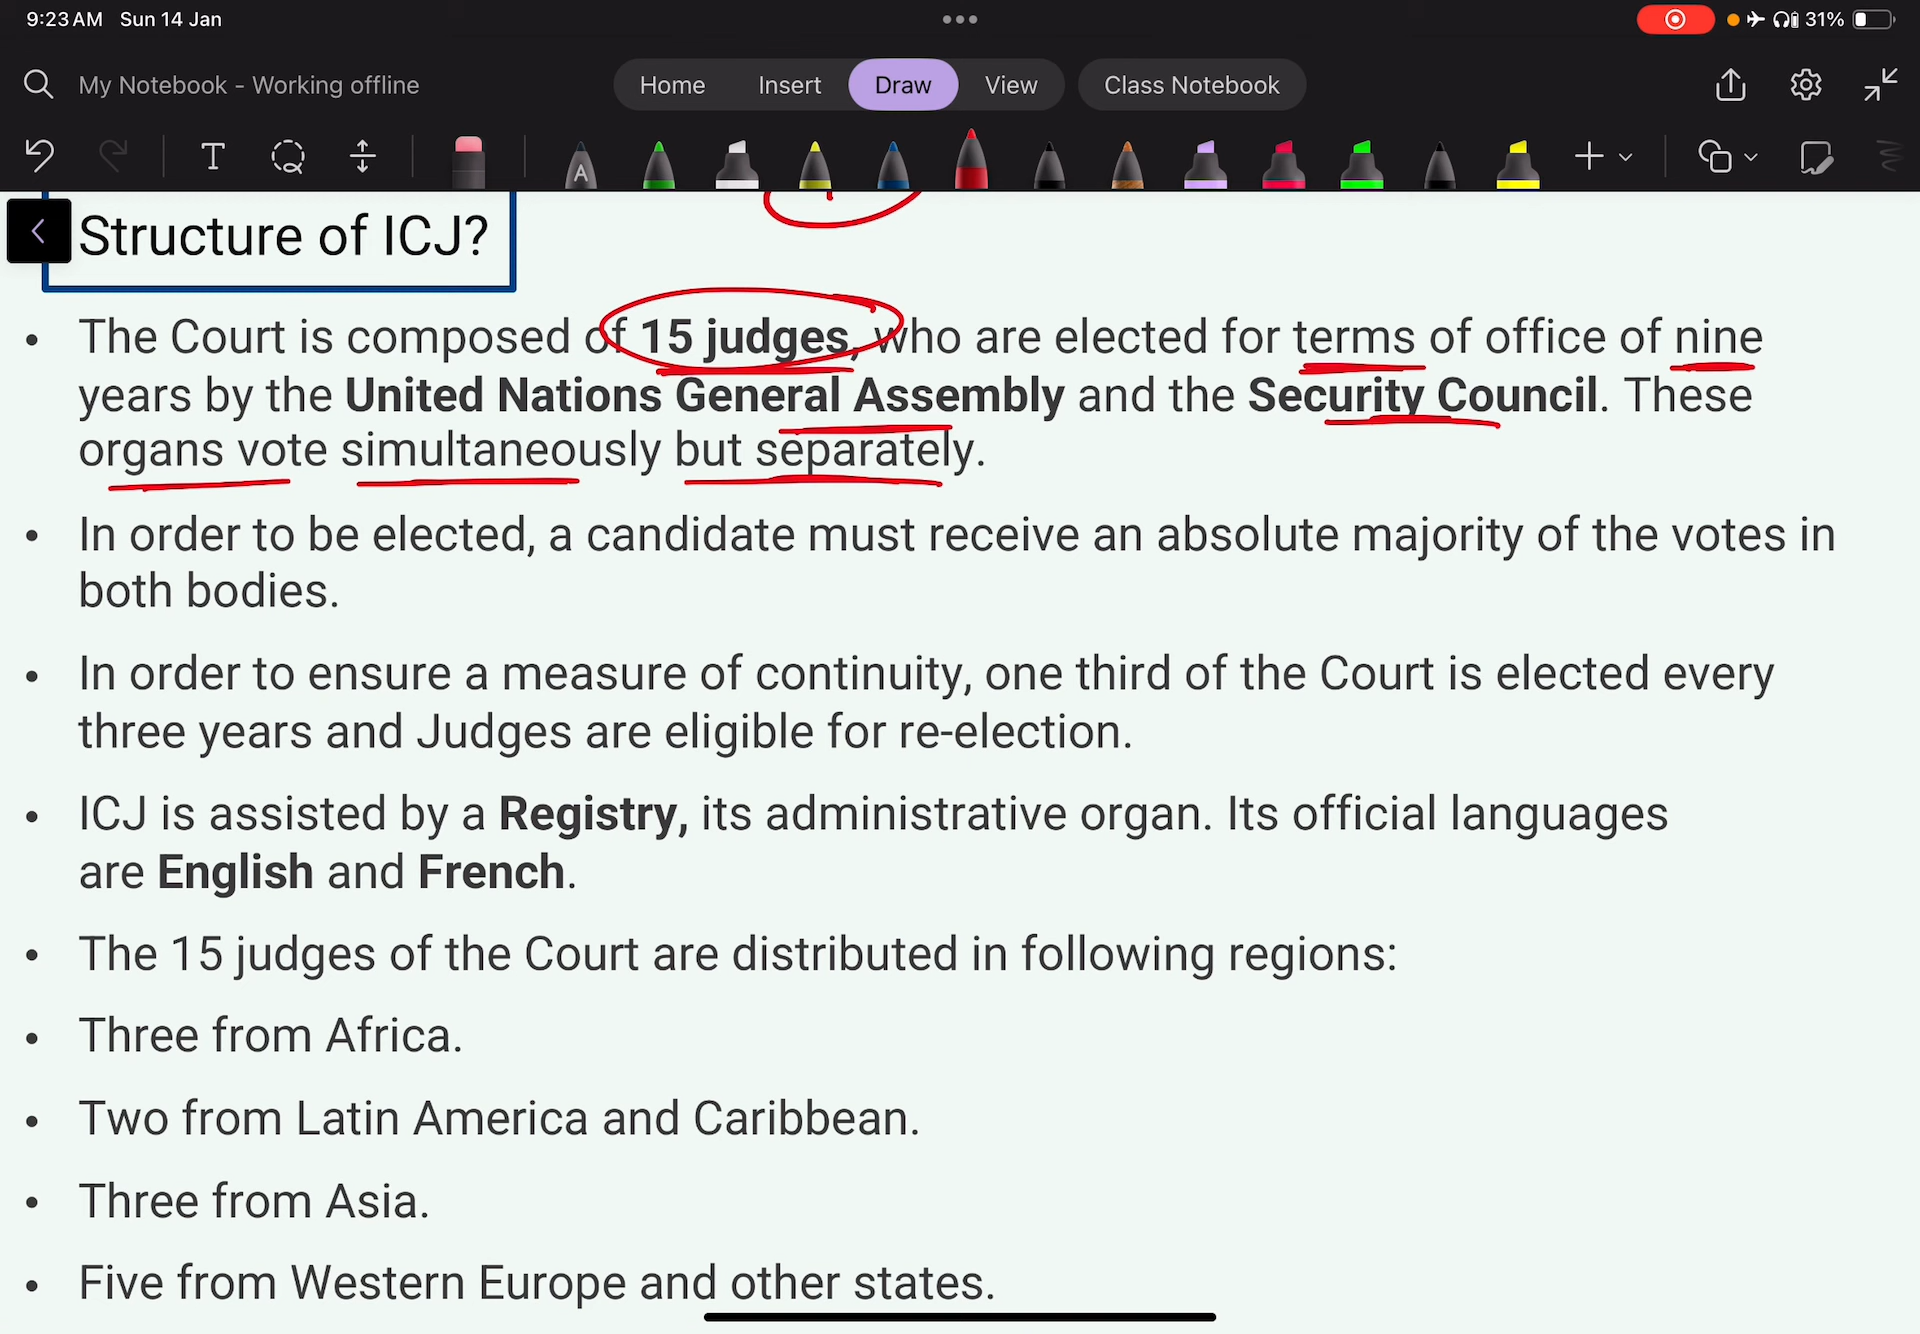 9:23 AM Sun 14 Jan
31%
My Notebook - Working offline
Home Insert Draw View Class Notebook
T
A
Structure of ICJ?
• The Court is composed of 15 judges, who are elected for terms of office of nine
years by the United Nations General Assembly and the Security Council. These
organs vote simultaneously but separately.
• In order to be elected, a candidate must receive an absolute majority of the votes in
both bodies.
• In order to ensure a measure of continuity, one third of the Court is elected every
three years and Judges are eligible for re-election.
• ICJ is assisted by a Registry, its administrative organ. Its official languages
are English and French.
• The 15 judges of the Court are distributed in following regions:
• Three from Africa.
• Two from Latin America and Caribbean.
• Three from Asia.
• Five from Western Europe and other states.